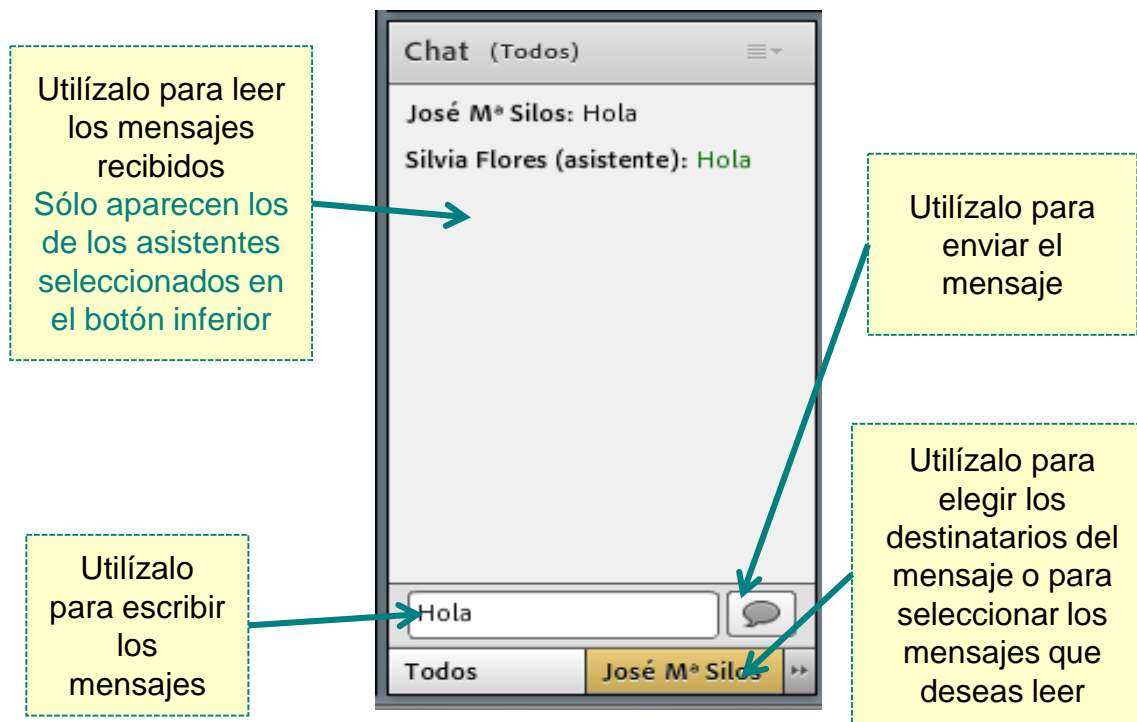 Utilízalo para leer
los mensajes
recibidos
Sólo aparecen los
de los asistentes
seleccionados en
el botón inferior
Chat (Todos)
José Mª Silos: Hola
Silvia Flores (asistente): Hola
Utilízalo para
enviar el
mensaje
Utilízalo
para escribir
los
mensajes
Hola
Todos
José Mª Silos
Utilízalo para
elegir los
destinatarios del
mensaje o para
seleccionar los
mensajes que
deseas leer